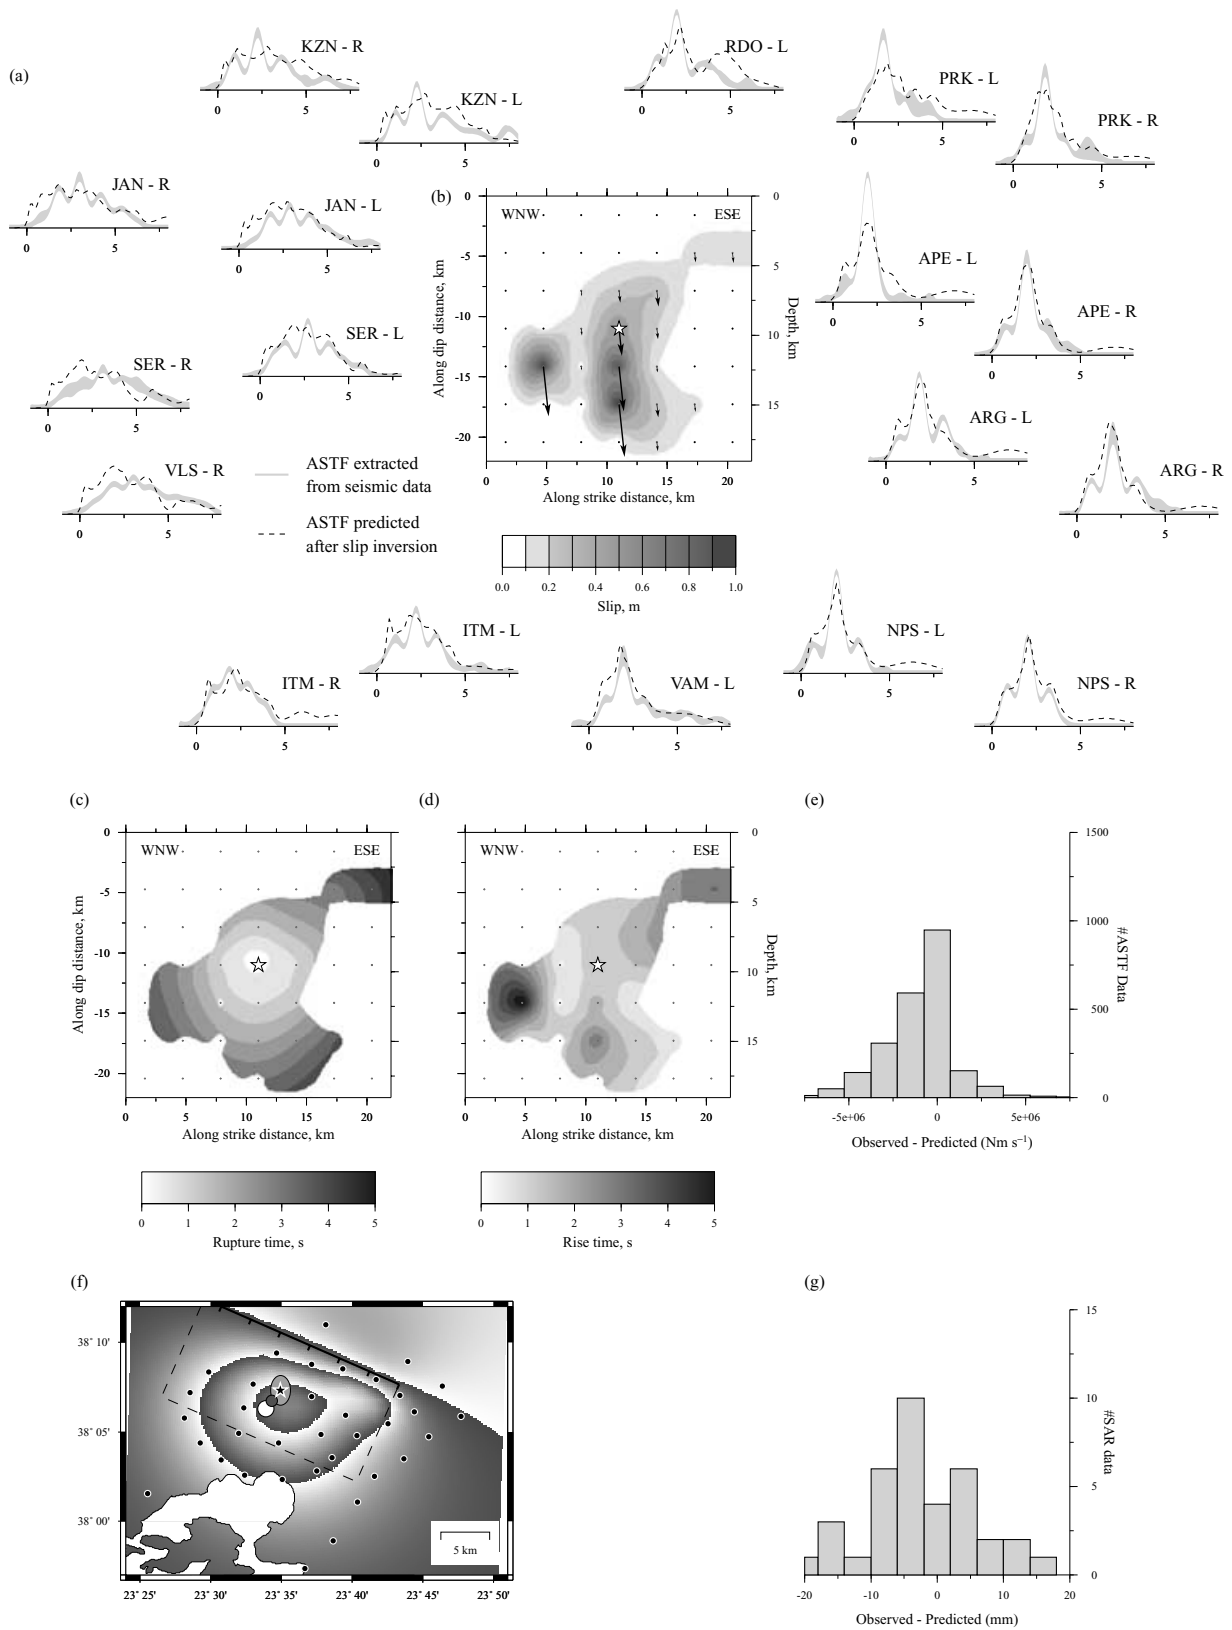 (a)
KZN - R
0 5
KZN - L
0 5
RDO - L
0 5
PRK - L
0 5
PRK - R
0 5
JAN - R
0 5
JAN - L
0 5
SER - L
0 5
SER - R
0 5
VLS - R
0 5
ASTF extracted
from seismic data
ASTF predicted
after slip inversion
(b)
WNW ESE
0
-5
-10
-15
-20
Along dip distance, km
0
5
10
15
Depth, km
0 5 10 15 20
Along strike distance, km
0.0 0.2 0.4 0.6 0.8 1.0
Slip, m
APE - L
0 5
APE - R
0 5
ARG - L
0 5
ARG - R
0 5
ITM - L
0 5
ITM - R
0 5
VAM - L
0 5
NPS - L
0 5
NPS - R
0 5
(c)
WNW ESE
0
-5
-10
-15
-20
Along dip distance, km
0 5 10 15 20
Along strike distance, km
0 1 2 3 4 5
Rupture time, s
(d)
WNW ESE
0
5
10
15
Depth, km
0 5 10 15 20
Along strike distance, km
0 1 2 3 4 5
Rise time, s
(e)
1500
1000
500
0
#ASTF Data
-5e+06 0 5e+06
Observed - Predicted (Nm s⁻¹)
(f)
38° 10'
38° 05'
38° 00'
5 km
23° 25' 23° 30' 23° 35' 23° 40' 23° 45' 23° 50'
(g)
15
10
5
0
#SAR data
-20 -10 0 10 20
Observed - Predicted (mm)